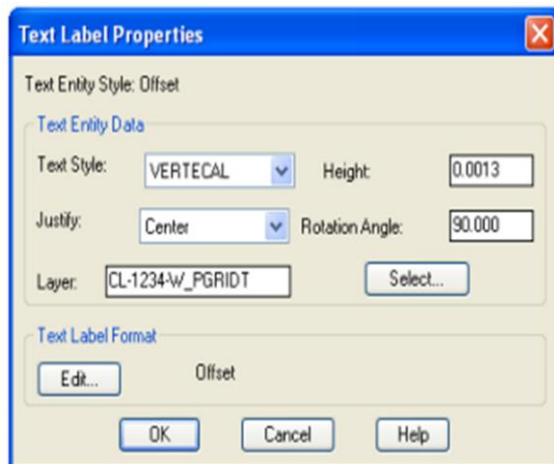 Text Label Properties
Text Entity Style: Offset
Text Entity Data
Text Style: VERTECAL Height: 0.0013
Justify: Center Rotation Angle: 90.000
Layer: CL-1234-W_PGRIDT Select...
Text Label Format
Edit... Offset
OK Cancel Help